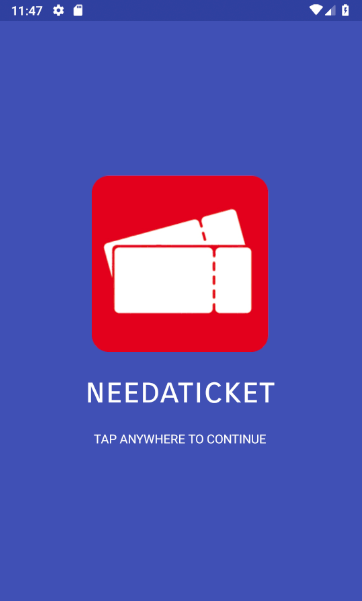 11:47
NEEDATICKET
TAP ANYWHERE TO CONTINUE